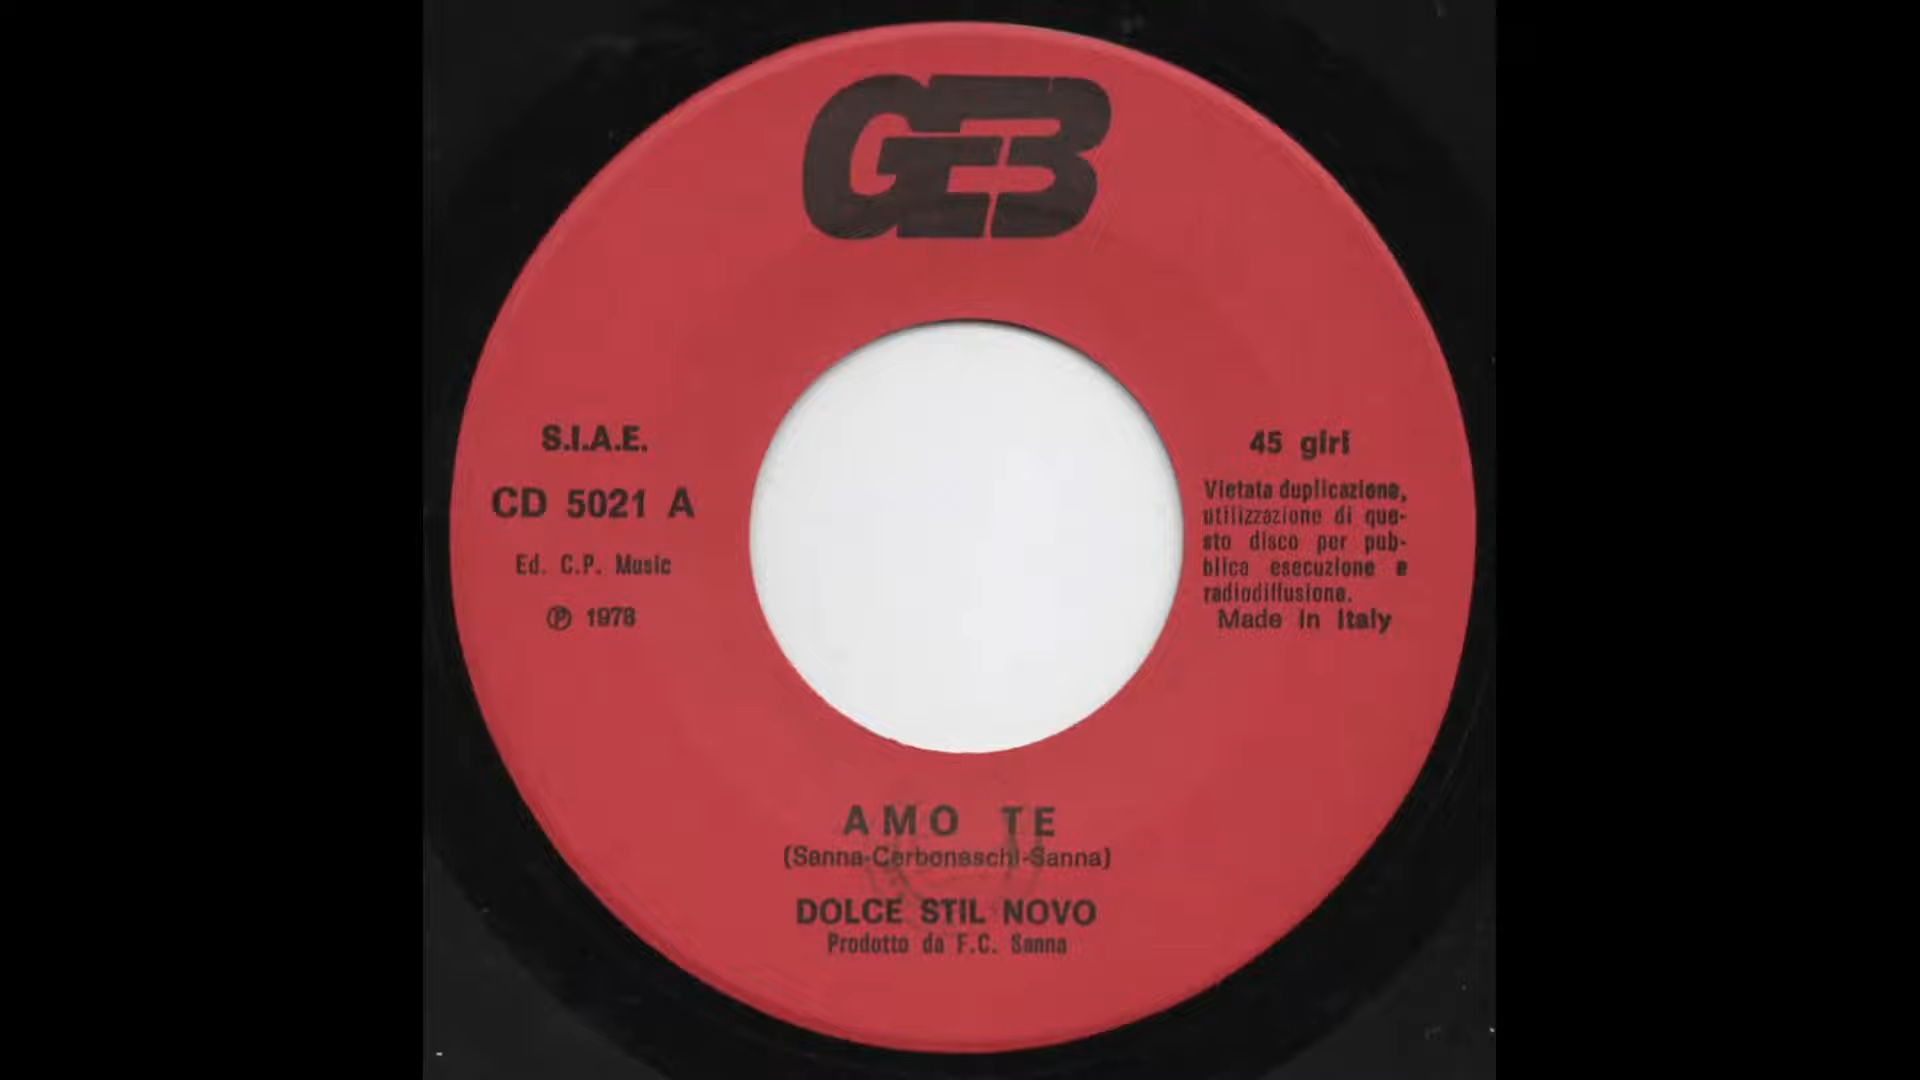 GEB
S.I.A.E.
CD 5021 A
Ed. C.P. Music
℗ 1978
45 giri
Vietata duplicazione,
utilizzazione di que-
sto disco per pub-
blica esecuzione e
radiodiffusione.
Made in Italy
AMO TE
(Sanna-Carbonaschi-Sanna)
DOLCE STIL NOVO
Prodotto da F.C. Sanna